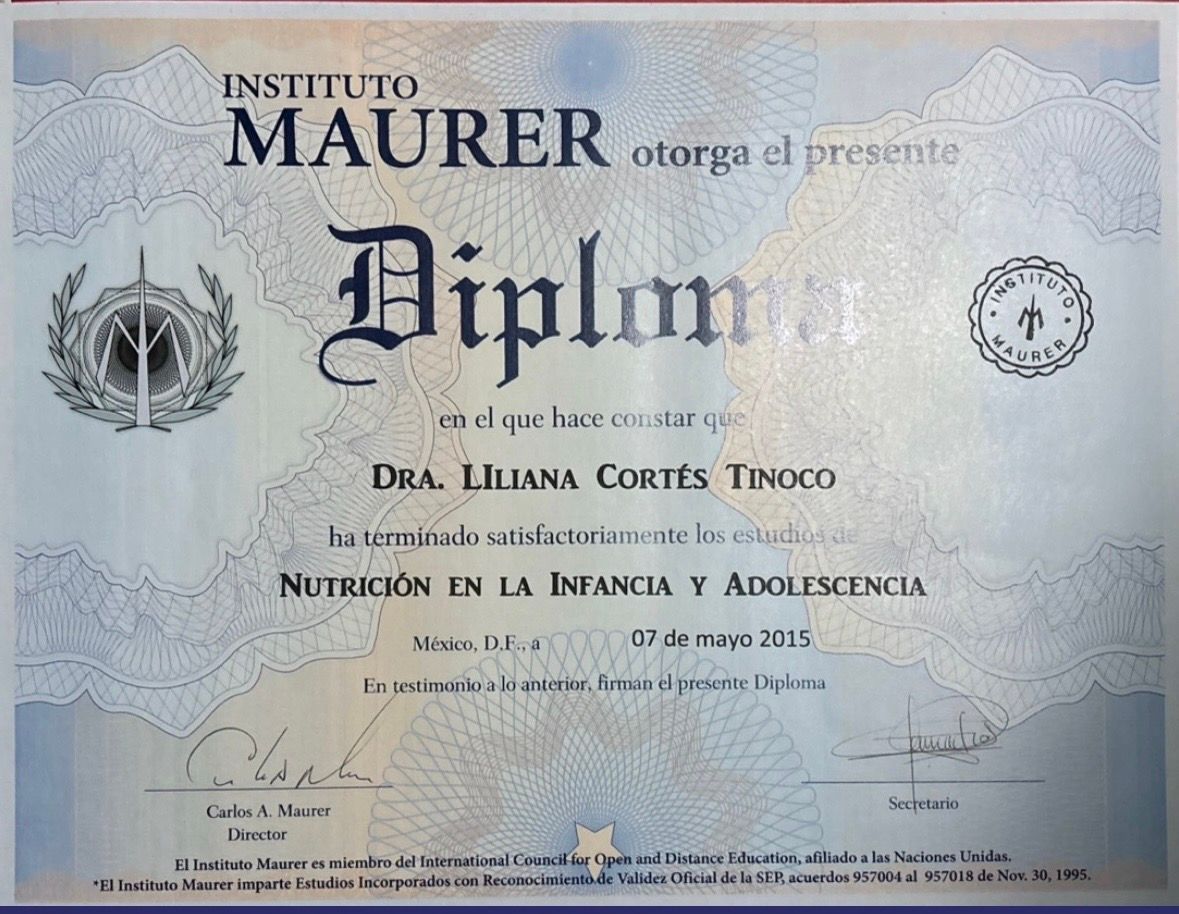 INSTITUTO
MAURER otorga el presente
Diploma
INSTITUTO
MAURER
en el que hace constar que
DRA. LILIANA CORTÉS TINOCO
ha terminado satisfactoriamente los estudios de
NUTRICIÓN EN LA INFANCIA Y ADOLESCENCIA
México, D.F., a 07 de mayo 2015
En testimonio a lo anterior, firman el presente Diploma
Carlos A. Maurer
Director
Secretario
El Instituto Maurer es miembro del International Council for Open and Distance Education, afiliado a las Naciones Unidas.
*El Instituto Maurer imparte Estudios Incorporados con Reconocimiento de Validez Oficial de la SEP, acuerdos 957004 al 957018 de Nov. 30, 1995.